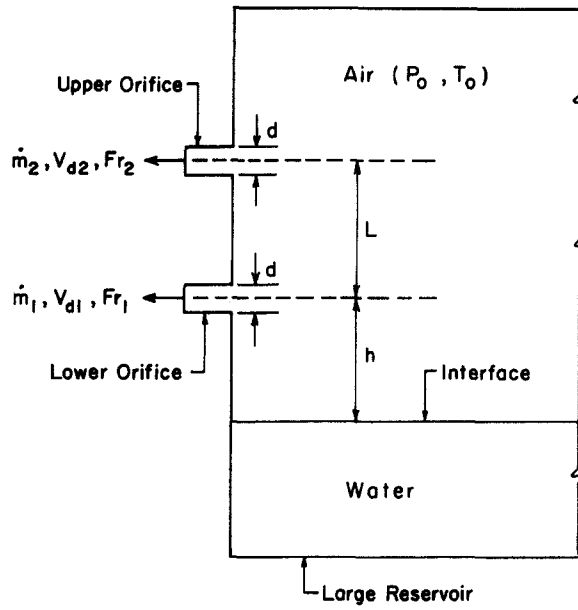 Air (P₀, T₀)
Upper Orifice
d
ṁ₂, V_d2, Fr₂
L
d
ṁ₁, V_d1, Fr₁
h
Lower Orifice
Interface
Water
Large Reservoir